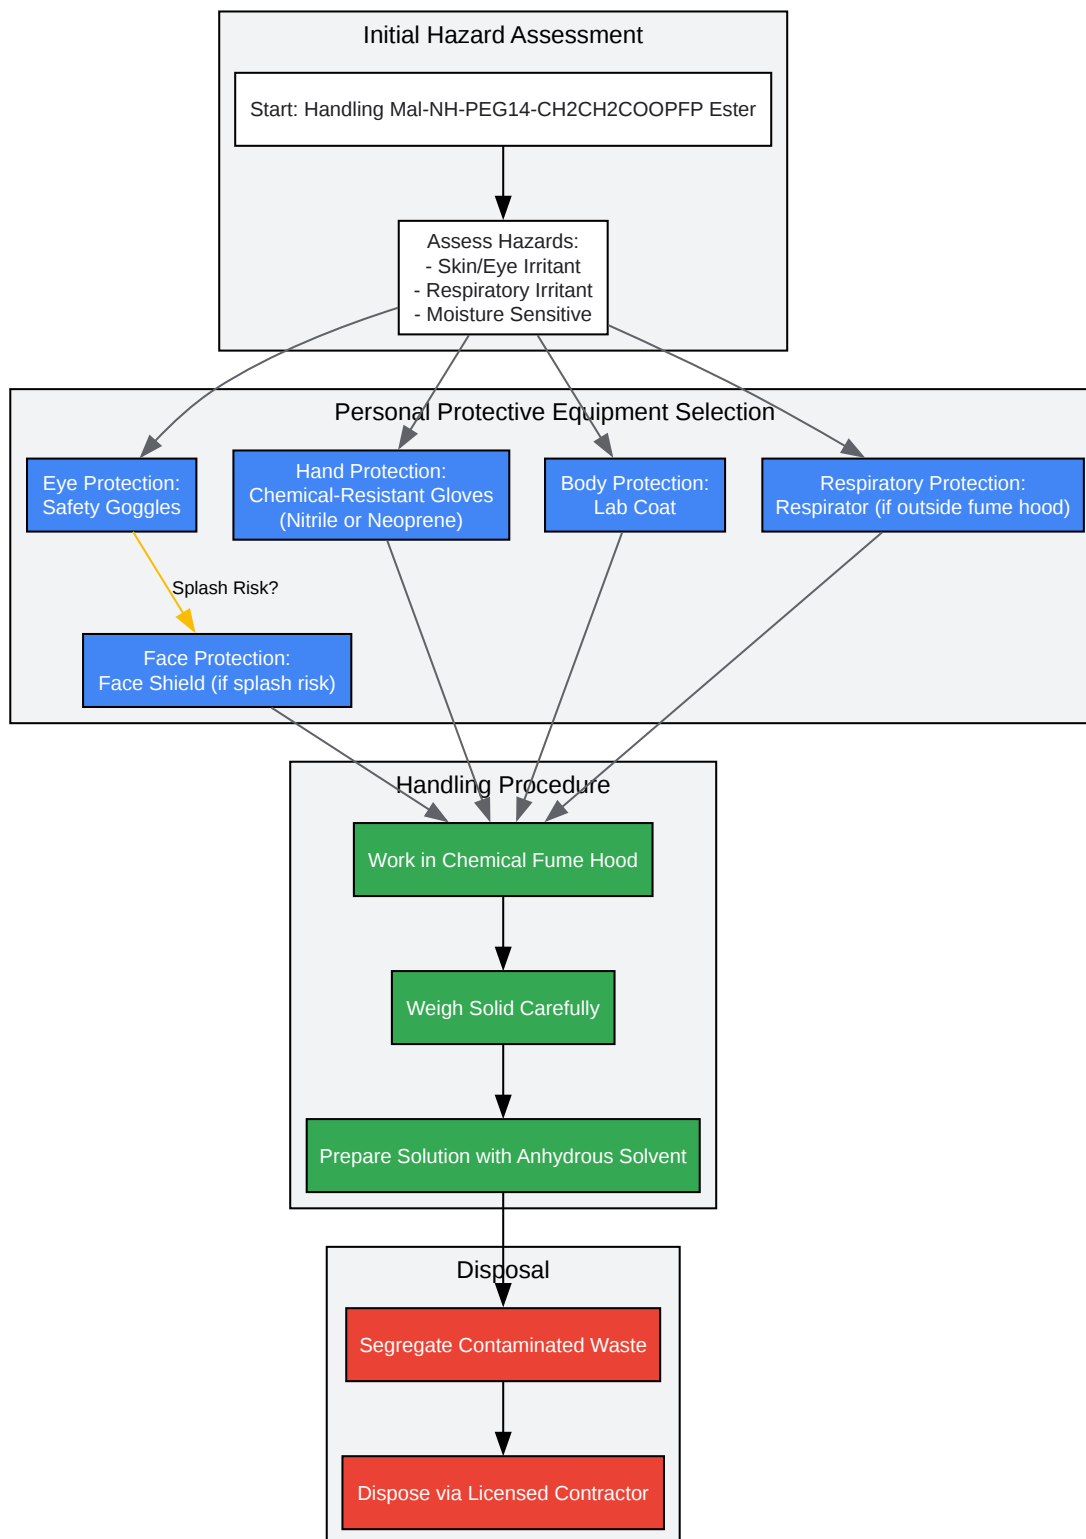 Initial Hazard Assessment
Start: Handling Mal-NH-PEG14-CH2CH2COOPFP Ester
Assess Hazards:
- Skin/Eye Irritant
- Respiratory Irritant
- Moisture Sensitive
Personal Protective Equipment Selection
Eye Protection:
Safety Goggles
Hand Protection:
Chemical-Resistant Gloves
(Nitrile or Neoprene)
Body Protection:
Lab Coat
Respiratory Protection:
Respirator (if outside fume hood)
Splash Risk?
Face Protection:
Face Shield (if splash risk)
Handling Procedure
Work in Chemical Fume Hood
Weigh Solid Carefully
Prepare Solution with Anhydrous Solvent
Disposal
Segregate Contaminated Waste
Dispose via Licensed Contractor